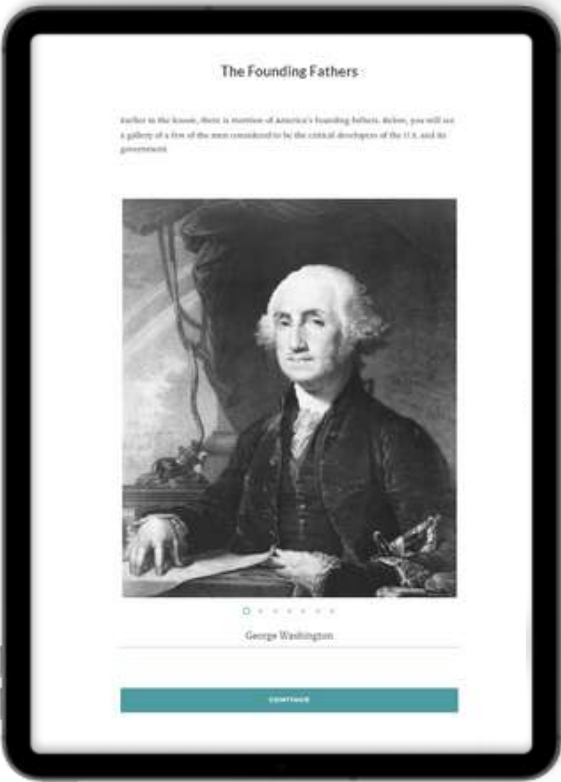 The Founding Fathers
Earlier in the lesson, there is mention of America's Founding Fathers. Below, you will see
a gallery of a few of the men considered to be the critical developers of the U.S. and its
government.
George Washington
CONTINUE